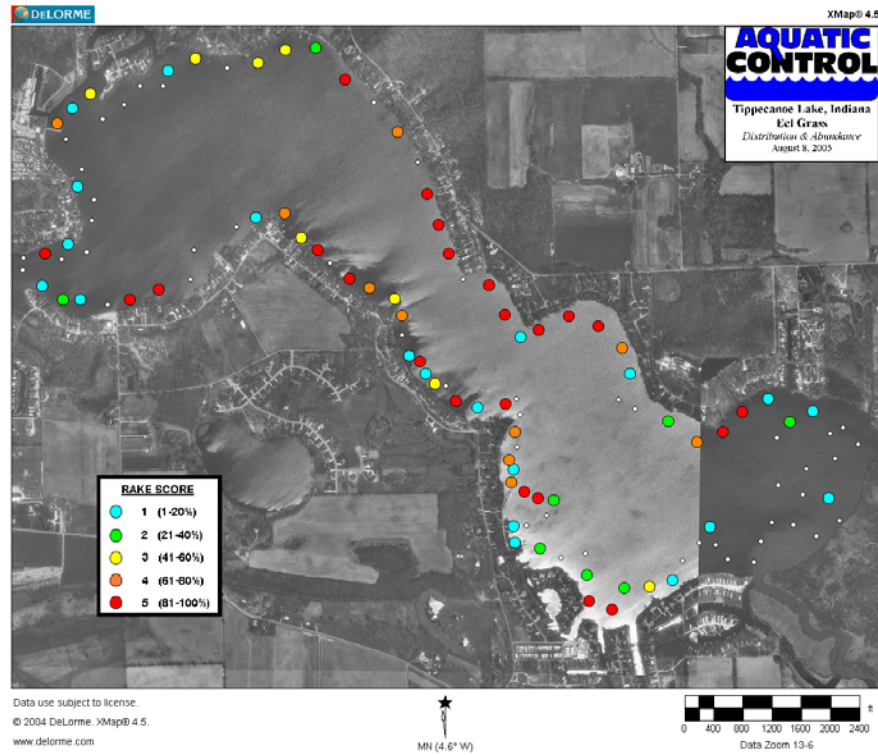 DELORME
XMap® 4.5
AQUATIC
CONTROL
Tippecanoe Lake, Indiana
Eel Grass
Distribution & Abundance
August 8, 2005
RAKE SCORE
1 (1-20%)
2 (21-40%)
3 (41-60%)
4 (61-80%)
5 (81-100%)
Data use subject to license.
© 2004 DeLorme. XMap® 4.5.
www.delorme.com
MN (4.6° W)
ft
0 400 800 1200 1600 2000 2400
Data Zoom 13-6